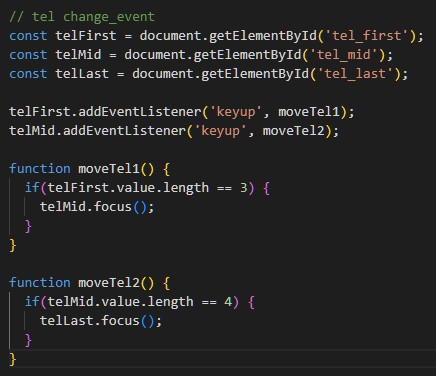 // tel change_event
const telFirst = document.getElementById('tel_first');
const telMid = document.getElementById('tel_mid');
const telLast = document.getElementById('tel_last');

telFirst.addEventListener('keyup', moveTel1);
telMid.addEventListener('keyup', moveTel2);

function moveTel1() {
  if(telFirst.value.length == 3) {
    telMid.focus();
  }
}

function moveTel2() {
  if(telMid.value.length == 4) {
    telLast.focus();
  }
}